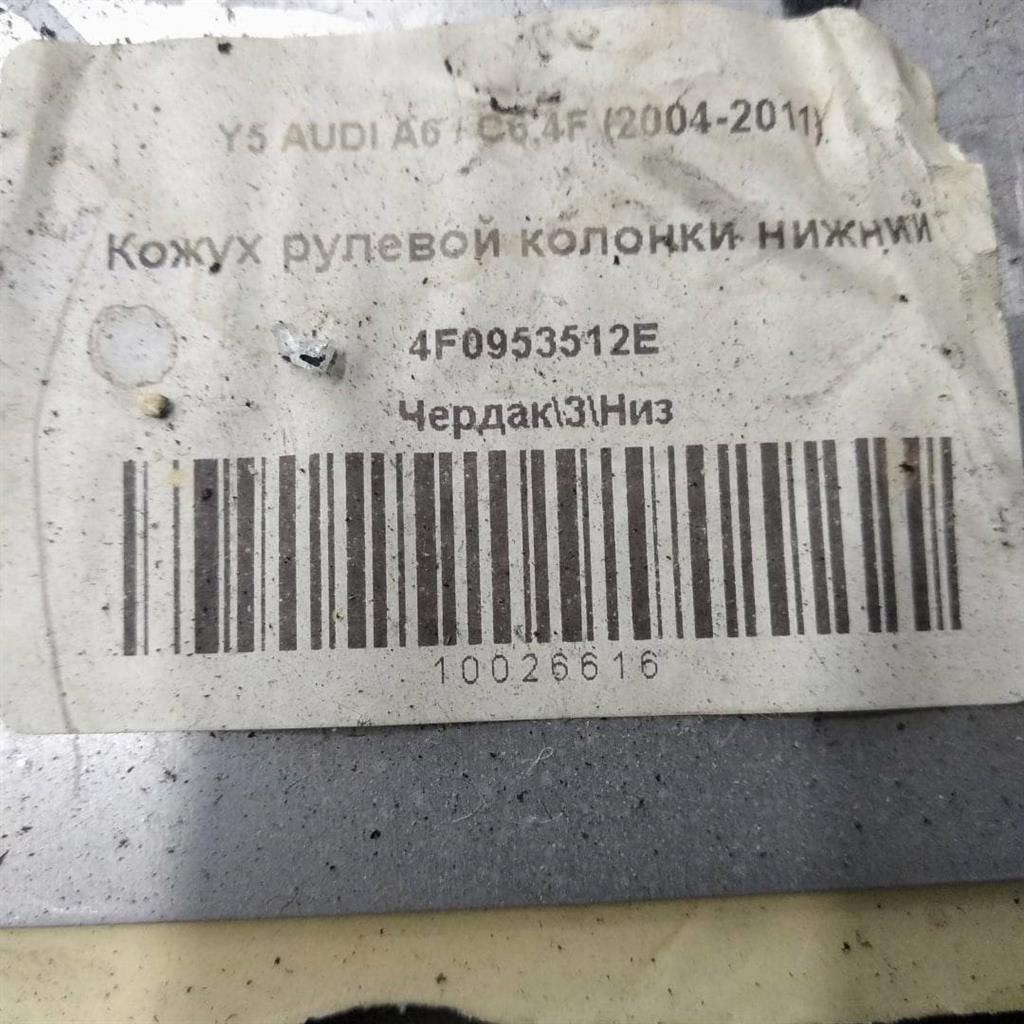 Y5 AUDI A6 / C6,4F (2004-2011)
Кожух рулевой колонки нижний
4F0953512E
Чердак\3\Низ
10026616